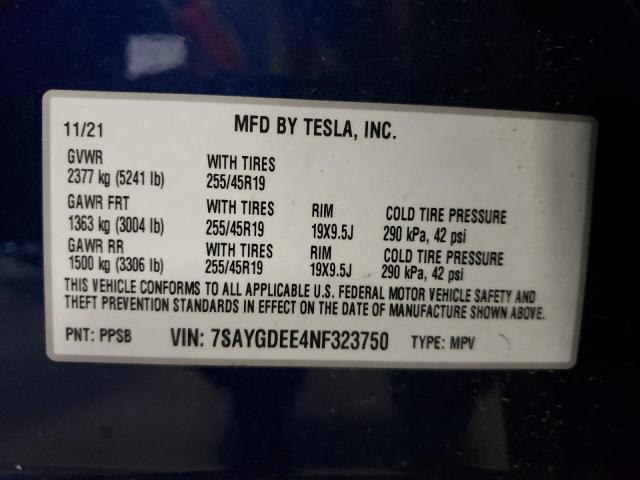 11/21 MFD BY TESLA, INC.
GVWR WITH TIRES
2377 kg (5241 lb) 255/45R19
GAWR FRT WITH TIRES RIM COLD TIRE PRESSURE
1363 kg (3004 lb) 255/45R19 19X9.5J 290 kPa, 42 psi
GAWR RR WITH TIRES RIM COLD TIRE PRESSURE
1500 kg (3306 lb) 255/45R19 19X9.5J 290 kPa, 42 psi
THIS VEHICLE CONFORMS TO ALL APPLICABLE U.S. FEDERAL MOTOR VEHICLE SAFETY AND
THEFT PREVENTION STANDARDS IN EFFECT ON THE DATE OF MANUFACTURE SHOWN ABOVE.
PNT: PPSB VIN: 7SAYGDEE4NF323750 TYPE: MPV